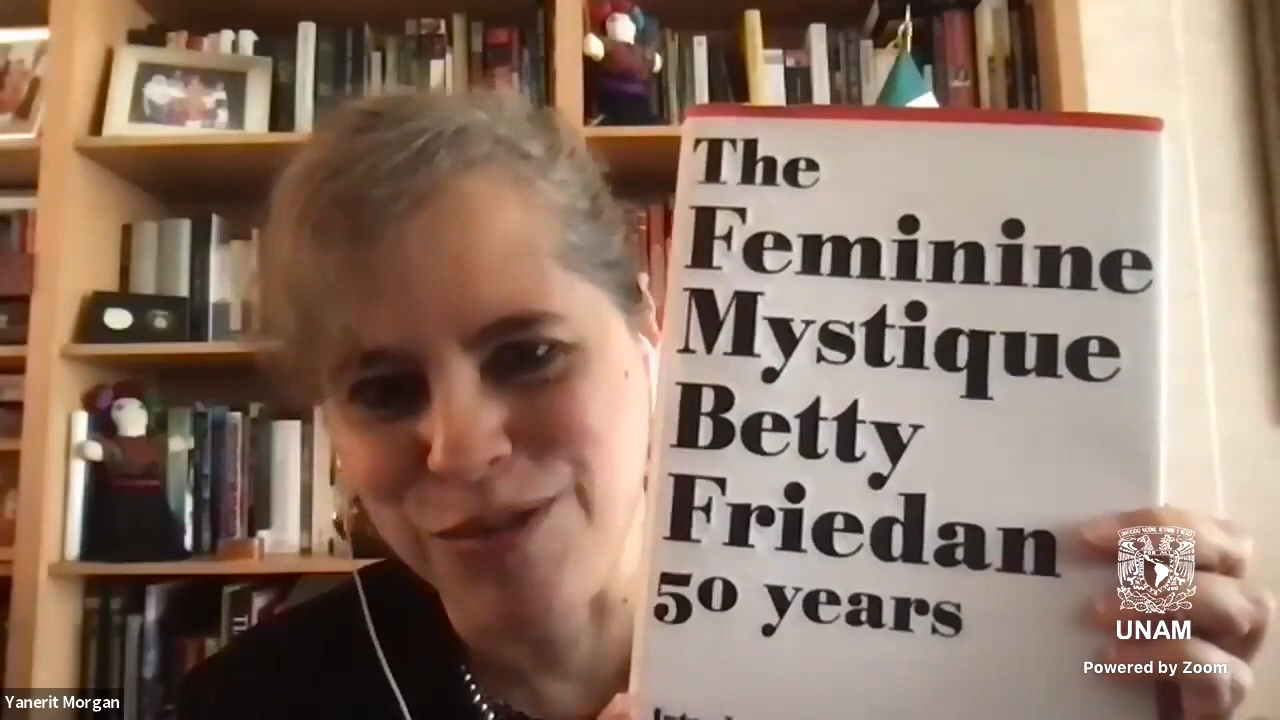 The
Feminine
Mystique
Betty
Friedan
50 years
UNAM
Powered by Zoom
Yanerit Morgan